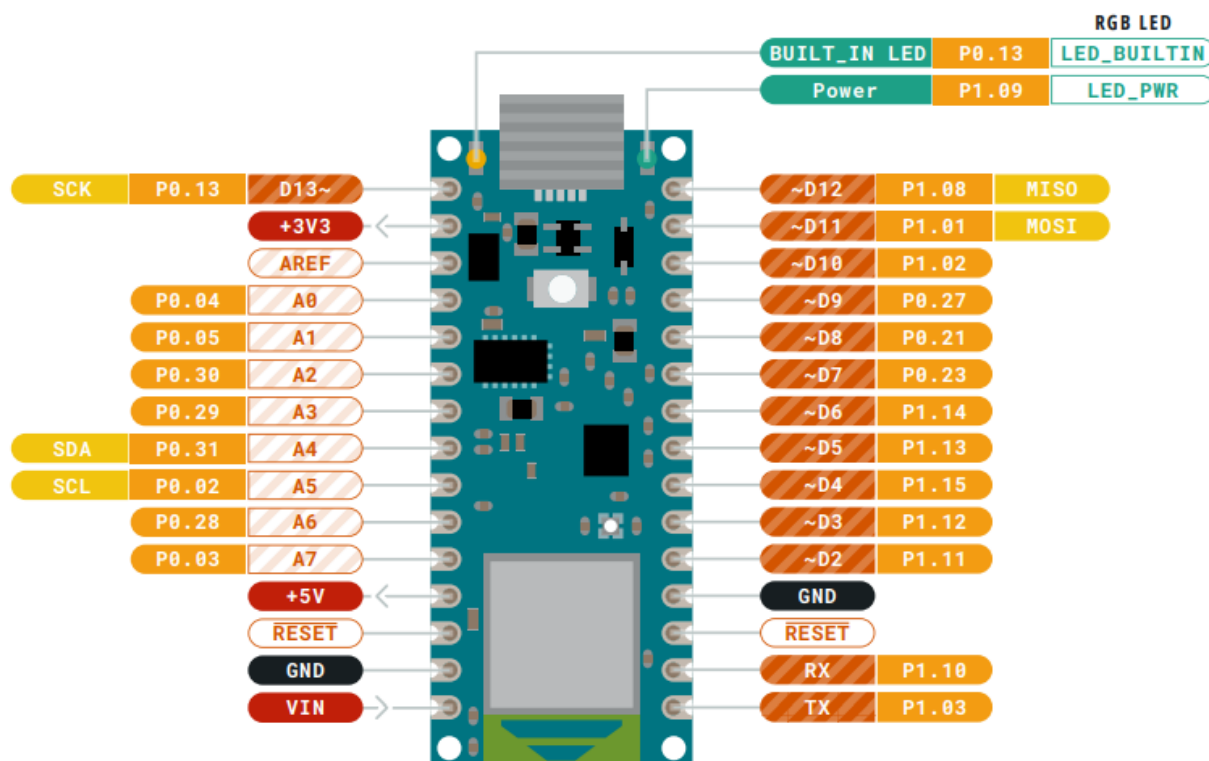 RGB LED
BUILT_IN LED P0.13 LED_BUILTIN
Power P1.09 LED_PWR
SCK P0.13 D13~ ~D12 P1.08 MISO
+3V3 ~D11 P1.01 MOSI
AREF ~D10 P1.02
P0.04 A0 ~D9 P0.27
P0.05 A1 ~D8 P0.21
P0.30 A2 ~D7 P0.23
P0.29 A3 ~D6 P1.14
SDA P0.31 A4 ~D5 P1.13
SCL P0.02 A5 ~D4 P1.15
P0.28 A6 ~D3 P1.12
P0.03 A7 ~D2 P1.11
+5V GND
RESET RESET
GND RX P1.10
VIN TX P1.03